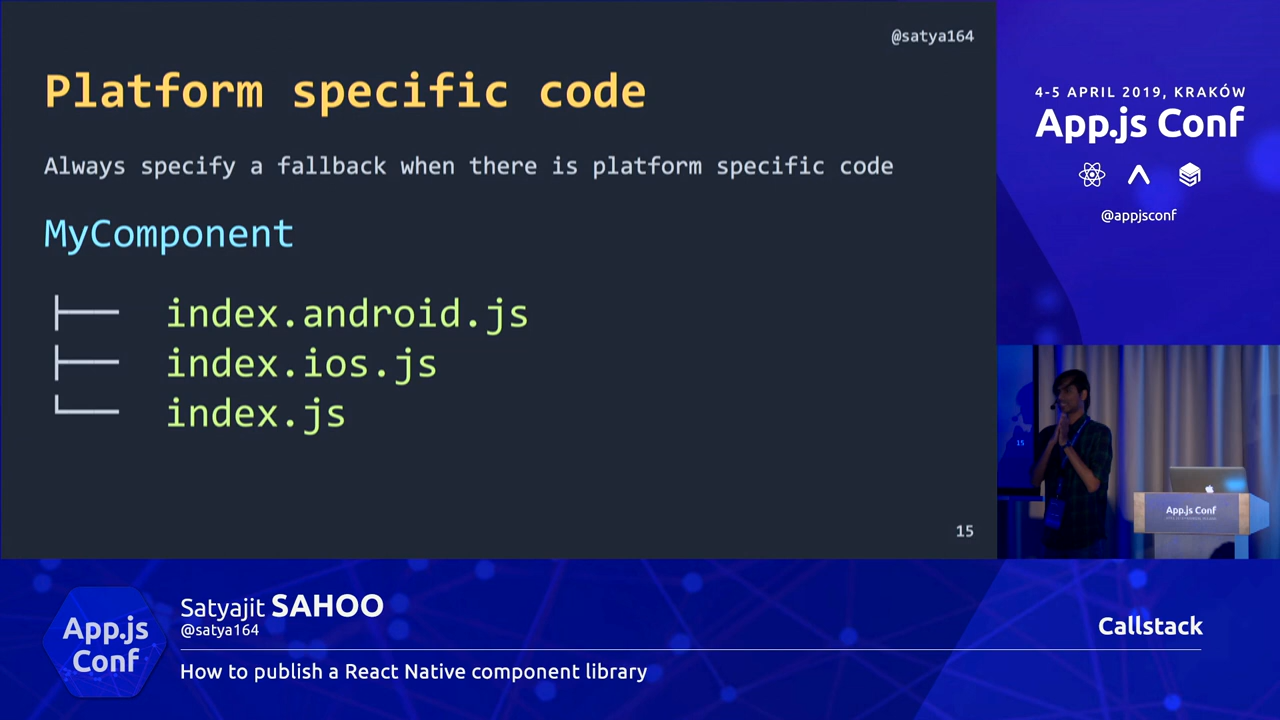 @satya164
Platform specific code
Always specify a fallback when there is platform specific code
MyComponent
index.android.js
index.ios.js
index.js
15
4-5 APRIL 2019, KRAKÓW
App.js Conf
@appjsconf
15
App.js Conf
App.js
Conf
Satyajit SAHOO
@satya164
How to publish a React Native component library
Callstack